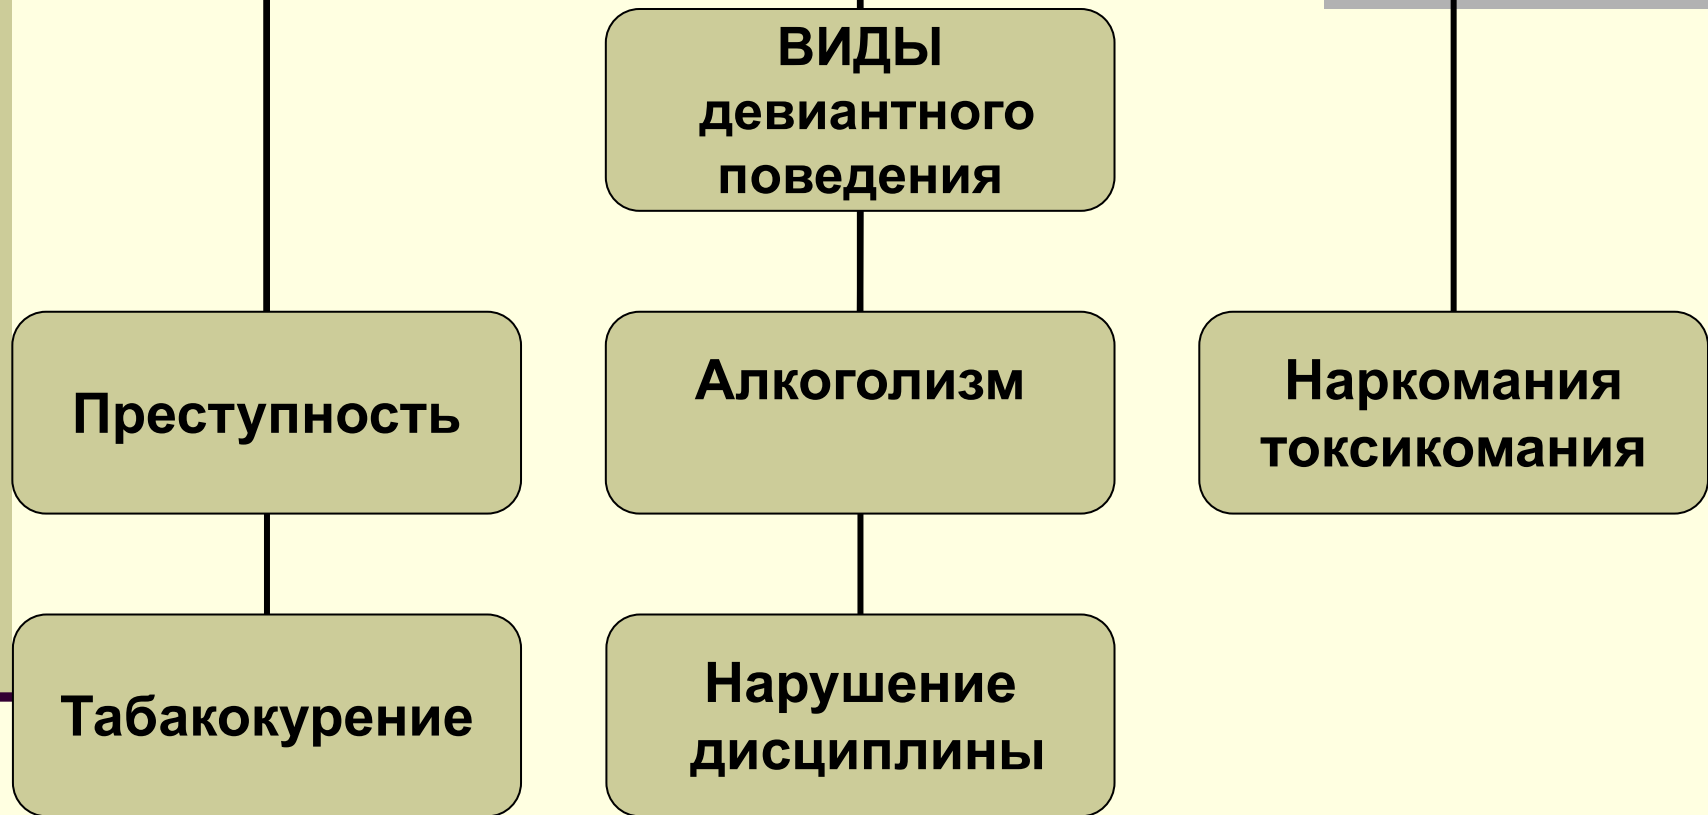 ВИДЫ
девиантного
поведения
Преступность
Алкоголизм
Наркомания
токсикомания
Табакокурение
Нарушение
дисциплины